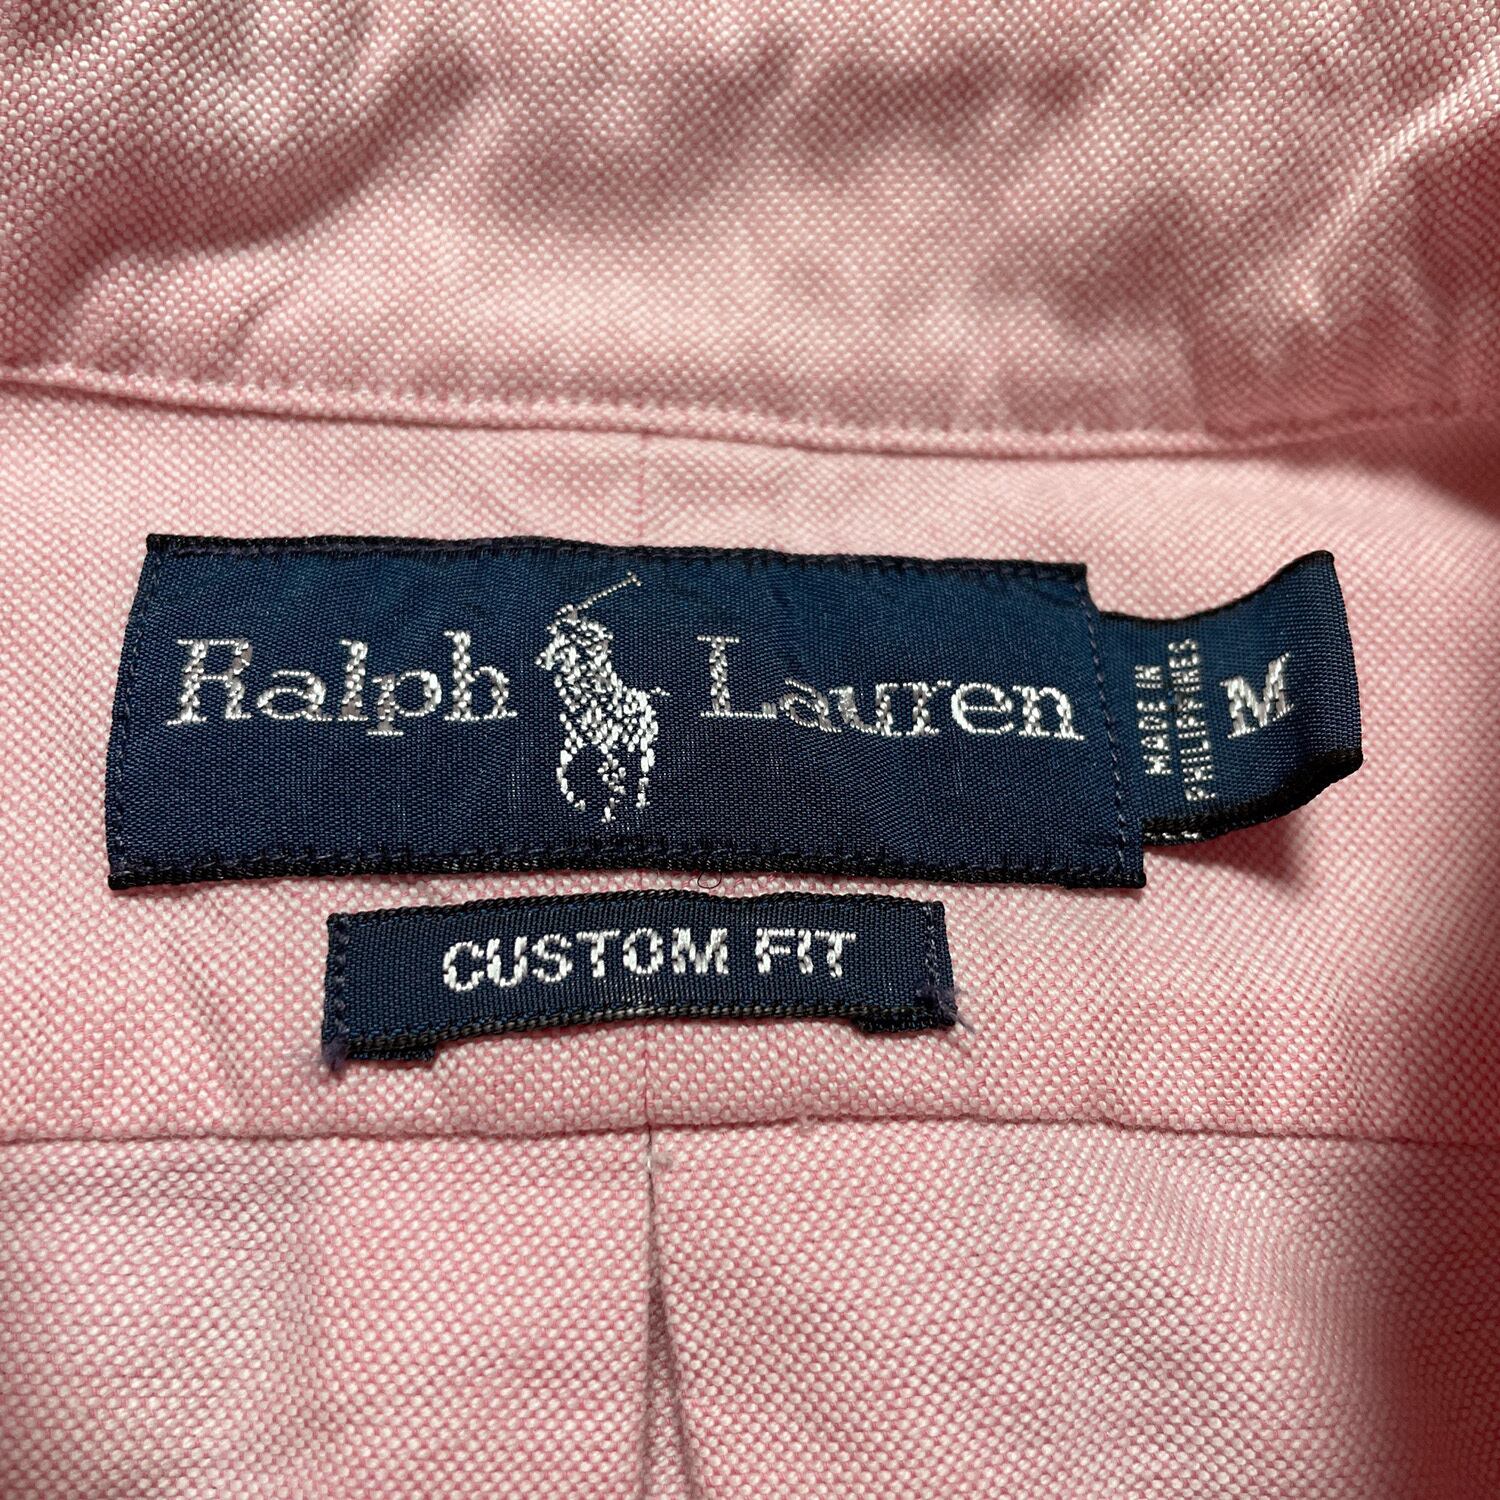 Ralph Lauren
MADE IN
PHILIPPINES
M
CUSTOM FIT